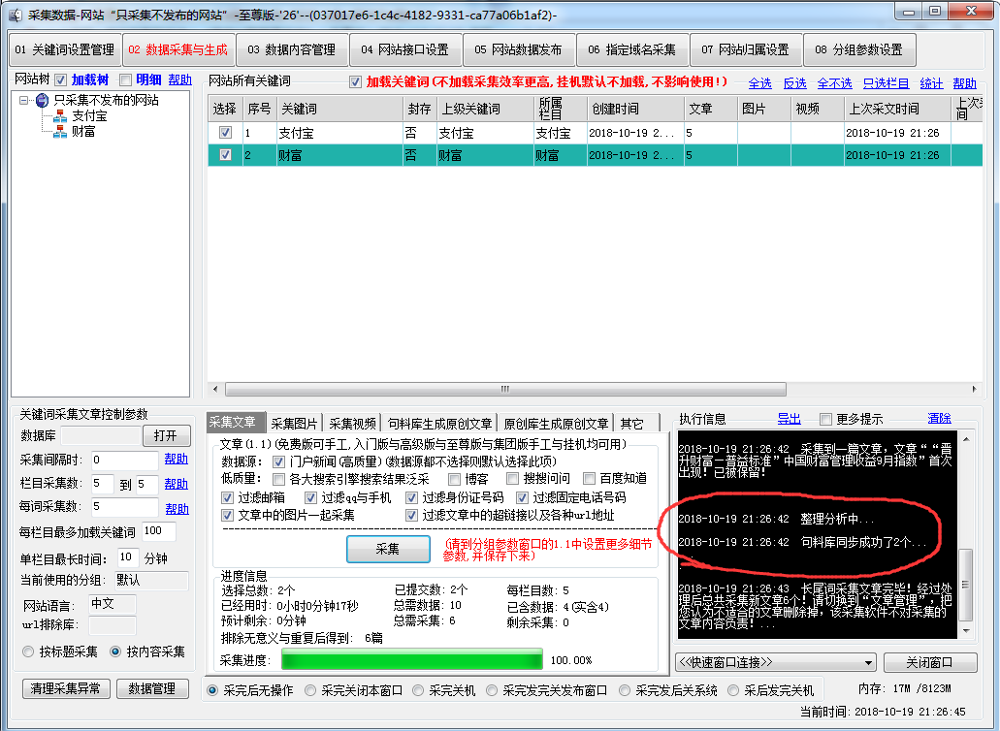 采集数据-网站“只采集不发布的网站”-至尊版-'26'--(037017e6-1c4c-4182-9331-ca77a06b1af2)-
01 关键词设置管理 02 数据采集与生成 03 数据内容管理 04 网站接口设置 05 网站数据发布 06 指定域名采集 07 网站归属设置 08 分组参数设置
网站树 加载树 明细 帮助
只采集不发布的网站
支付宝
财富
网站所有关键词 加载关键词(不加载采集效率更高,挂机默认不加载,不影响使用!) 全选 反选 全不选 只选栏目 统计 帮助
选择 序号 关键词 封存 上级关键词 所属栏目 创建时间 文章 图片 视频 上次采文时间
1 支付宝 否 支付宝 支付宝 2018-10-19 2... 5 2018-10-19 21:26
2 财富 否 财富 财富 2018-10-19 2... 5 2018-10-19 21:26
关键词采集文章控制参数
数据库 打开
采集间隔时: 0 帮助
栏目采集数: 5 到 5 帮助
每词采集数: 5 帮助
每栏目最多加载关键词 100
单栏目最长时间: 10 分钟
当前使用的分组: 默认
网站语言: 中文
url排除库:
按标题采集 按内容采集
清理采集异常 数据管理
采集文章 采集图片 采集视频 句料库生成原创文章 原创库生成原创文章 其它
文章(1.1)(免费版可手工,入门版与高级版与至尊版与集团版手工与挂机均可用)
数据源: 门户新闻(高质量)(数据源都不选择则默认选择此项)
低质量: 各大搜索引擎搜索结果泛采 博客 搜搜问问 百度知道
过滤邮箱 过滤qq与手机 过滤身份证号码 过滤固定电话号码
文章中的图片一起采集 过滤文章中的超链接以及各种url地址
采集 (请到分组参数窗口的1.1中设置更多细节
参数,并保存下来)
进度信息
选择总数: 2个 已提交数: 2个 每栏目数: 5
已经用时: 0小时0分钟17秒 总需数据: 10 已含数据: 4(实含4)
预计剩余: 0分钟 总需采集: 6 剩余采集: 0
排除无意义与重复后得到: 6篇
采集进度: 100.00%
执行信息 导出 更多提示 清除
2018-10-19 21:26:42 采集到一篇文章,文章““晋
升财富－普益标准”中国财富管理收益9月指数”首次
出现!已被保留!
2018-10-19 21:26:42 整理分析中...
2018-10-19 21:26:42 句料库同步成功了2个...
2018-10-19 21:26:43 长尾词采集文章完毕!经过处
理后总共采集新文章6个!请切换到“文章管理”,把
您认为不适合的文章删除掉,该采集软件不对采集的
文章内容负责!...
<<快速窗口连接>> 关闭窗口
采完后无操作 采完关闭本窗口 采完关机 采完发完关发布窗口 采完发后关系统 采后发完关机 内存: 17M /8123M
当前时间: 2018-10-19 21:26:45